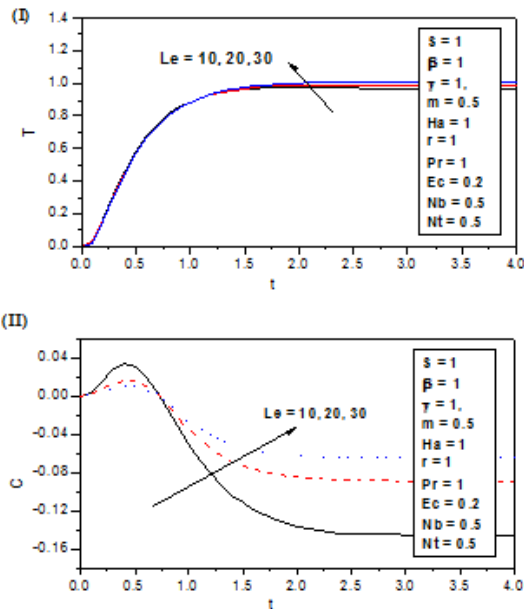 (I)
1.4
1.2
1.0
0.8
0.6
0.4
0.2
0.0
T
Le = 10, 20, 30
S = 1
β = 1
γ = 1,
m = 0.5
Ha = 1
r = 1
Pr = 1
Ec = 0.2
Nb = 0.5
Nt = 0.5
0.0 0.5 1.0 1.5 2.0 2.5 3.0 3.5 4.0
t
(II)
0.04
0.00
-0.04
-0.08
-0.12
-0.16
C
Le = 10, 20, 30
S = 1
β = 1
γ = 1,
m = 0.5
Ha = 1
r = 1
Pr = 1
Ec = 0.2
Nb = 0.5
Nt = 0.5
0.0 0.5 1.0 1.5 2.0 2.5 3.0 3.5 4.0
t